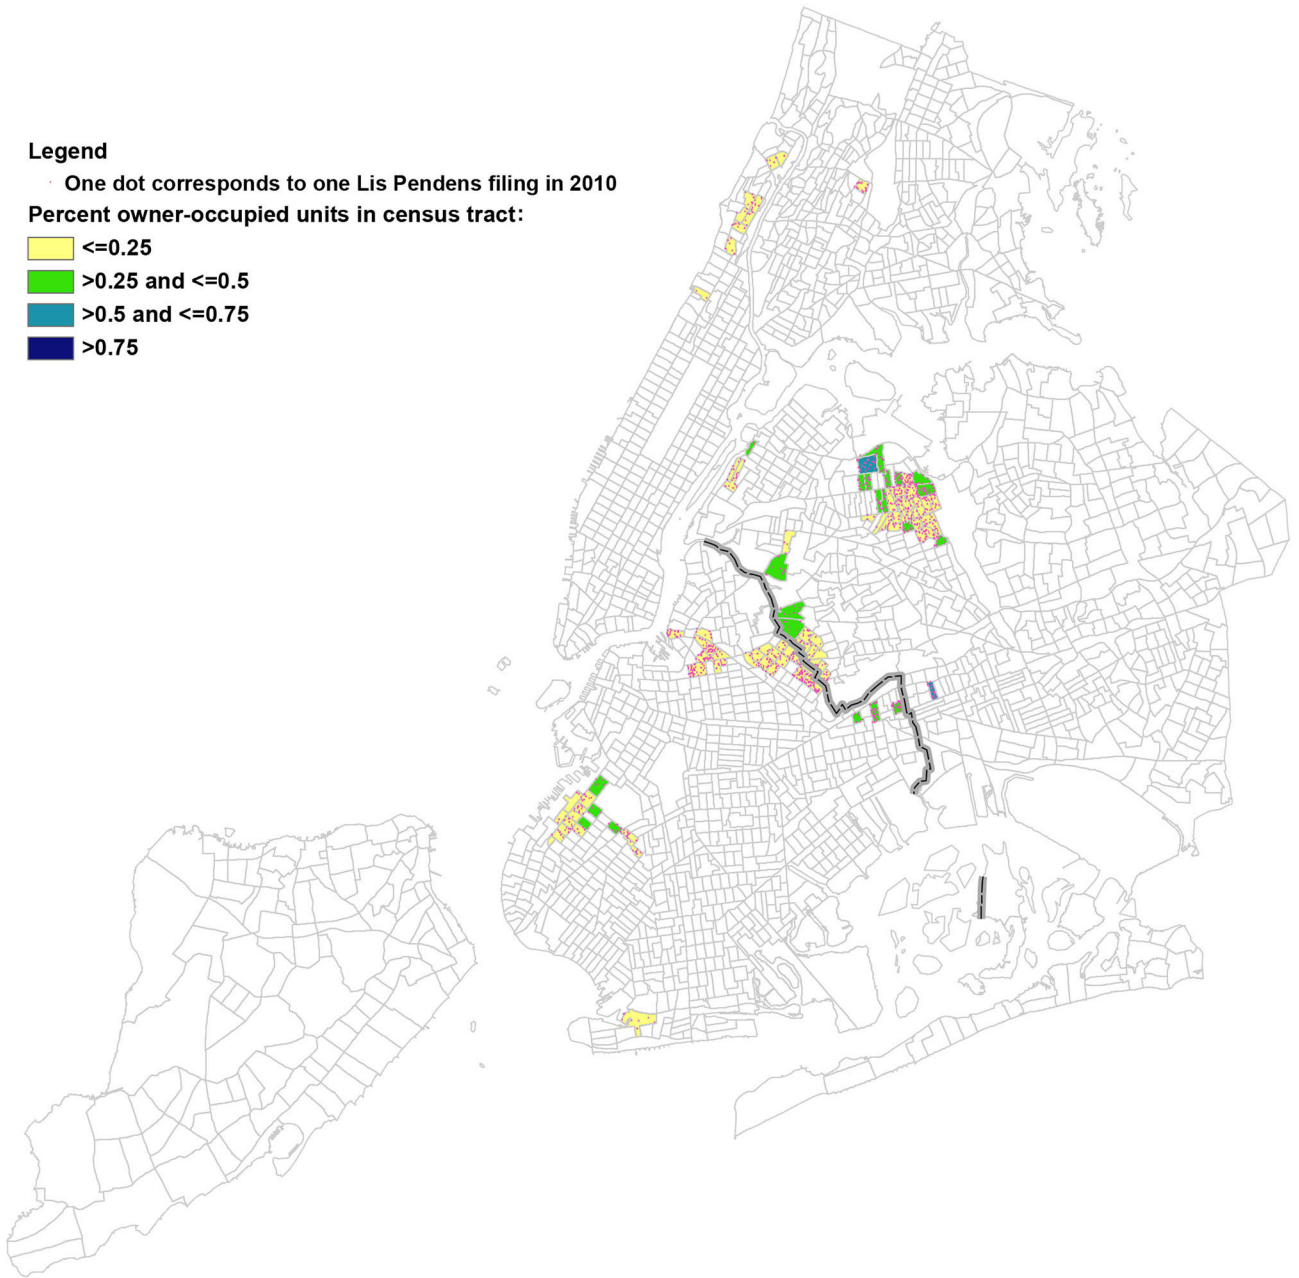 Legend
One dot corresponds to one Lis Pendens filing in 2010
Percent owner-occupied units in census tract:
<=0.25
>0.25 and <=0.5
>0.5 and <=0.75
>0.75